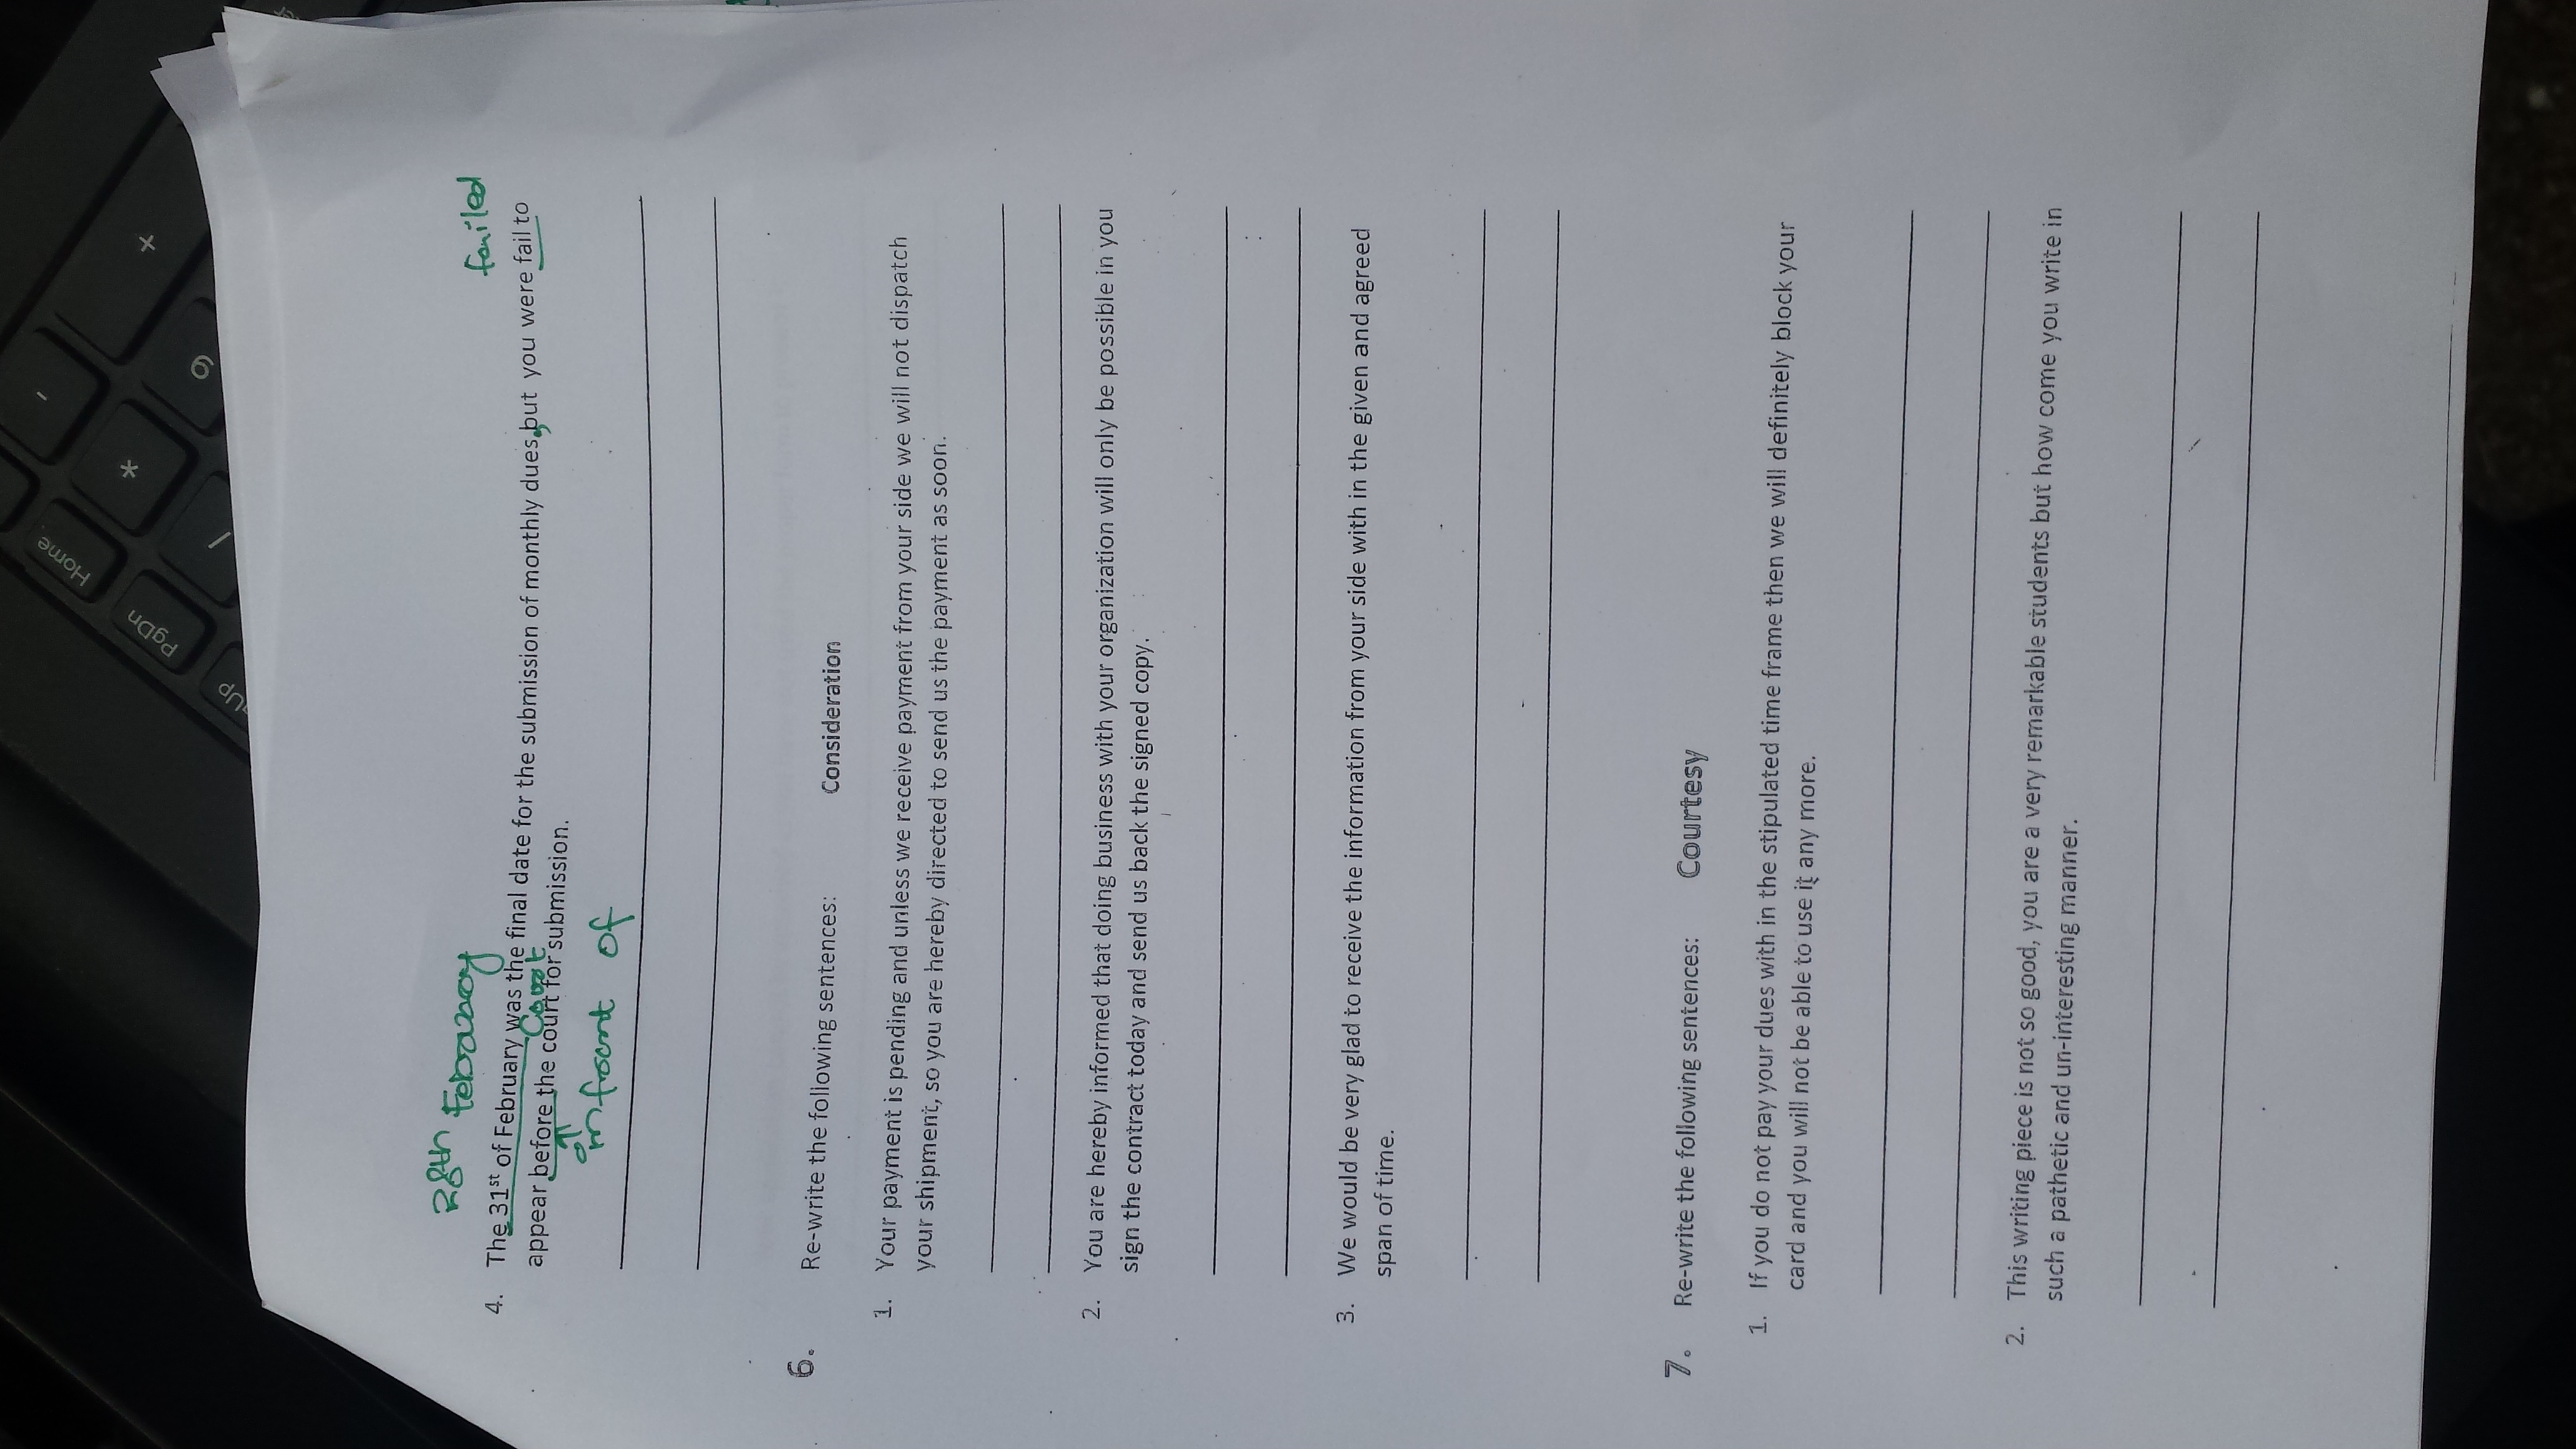 28th February
failed
4. The 31st of February was the final date for the submission of monthly dues,but you were fail to
Court
appear before the court for submission.
in front of
6. Re-write the following sentences: Consideration
1. Your payment is pending and unless we receive payment from your side we will not dispatch
your shipment, so you are hereby directed to send us the payment as soon.
2. You are hereby informed that doing business with your organization will only be possible in you
sign the contract today and send us back the signed copy.
3. We would be very glad to receive the information from your side with in the given and agreed
span of time.
7. Re-write the following sentences: Courtesy
1. If you do not pay your dues with in the stipulated time frame then we will definitely block your
card and you will not be able to use it any more.
2. This writing piece is not so good, you are a very remarkable students but how come you write in
such a pathetic and un-interesting manner.
Home
PgDn
Up
-
*
/
+
9